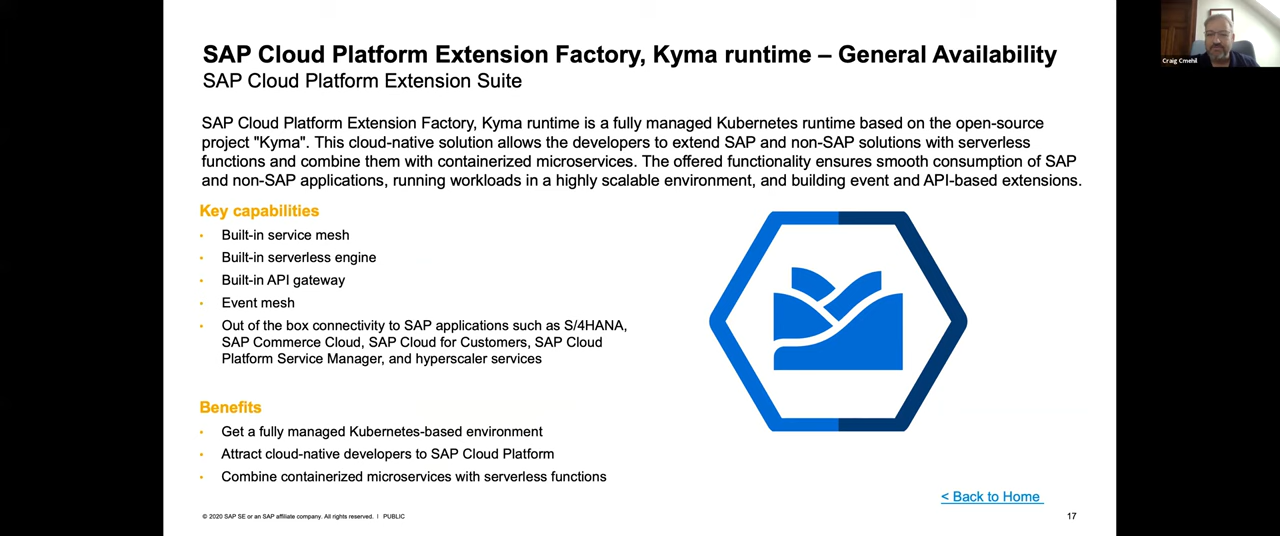 SAP Cloud Platform Extension Factory, Kyma runtime – General Availability
SAP Cloud Platform Extension Suite
Craig Cmehil
SAP Cloud Platform Extension Factory, Kyma runtime is a fully managed Kubernetes runtime based on the open-source
project "Kyma". This cloud-native solution allows the developers to extend SAP and non-SAP solutions with serverless
functions and combine them with containerized microservices. The offered functionality ensures smooth consumption of SAP
and non-SAP applications, running workloads in a highly scalable environment, and building event and API-based extensions.
Key capabilities
• Built-in service mesh
• Built-in serverless engine
• Built-in API gateway
• Event mesh
• Out of the box connectivity to SAP applications such as S/4HANA,
SAP Commerce Cloud, SAP Cloud for Customers, SAP Cloud
Platform Service Manager, and hyperscaler services
Benefits
• Get a fully managed Kubernetes-based environment
• Attract cloud-native developers to SAP Cloud Platform
• Combine containerized microservices with serverless functions
< Back to Home
© 2020 SAP SE or an SAP affiliate company. All rights reserved. I PUBLIC
17